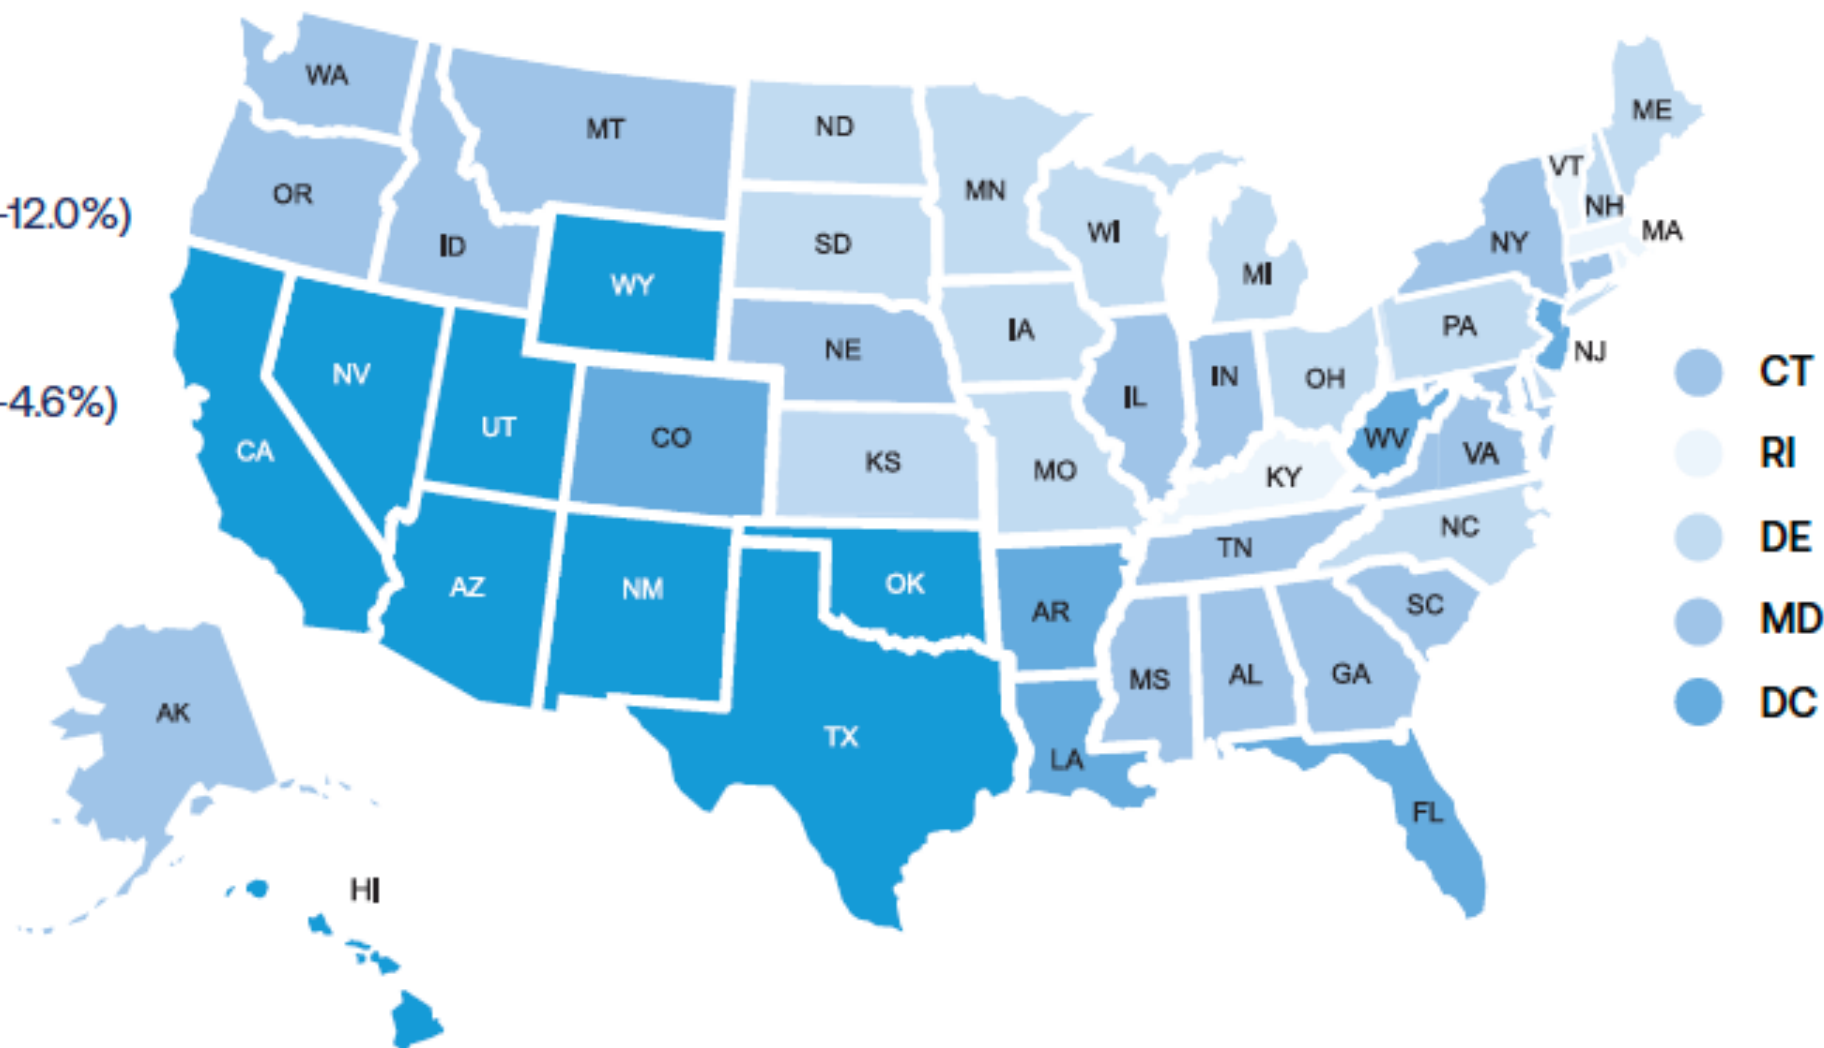 WA
MT
ND
MN
ME
VT
NH
MA
OR
ID
-12.0%)
WY
SD
WI
MI
NY
NE
IA
PA
NJ
NV
UT
CO
-4.6%)
CA
KS
MO
IL
IN
OH
WV
VA
KY
NC
TN
AZ
NM
OK
AR
SC
MS
AL
GA
AK
TX
LA
FL
HI
CT
RI
DE
MD
DC